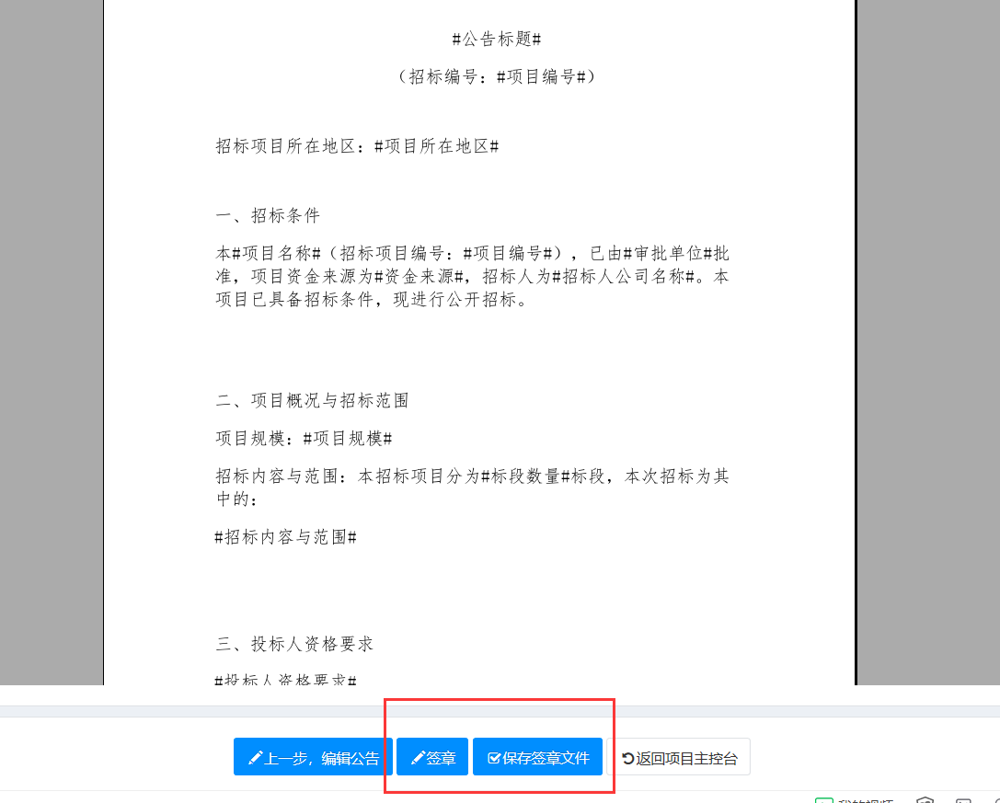 #公告标题#
（招标编号：#项目编号#）
招标项目所在地区：#项目所在地区#
一、招标条件
本#项目名称#（招标项目编号：#项目编号#），已由#审批单位#批
准，项目资金来源为#资金来源#，招标人为#招标人公司名称#。本
项目已具备招标条件，现进行公开招标。
二、项目概况与招标范围
项目规模：#项目规模#
招标内容与范围：本招标项目分为#标段数量#标段，本次招标为其
中的：
#招标内容与范围#
三、投标人资格要求
#投标人资格要求#
上一步，编辑公告 签章 保存签章文件 返回项目主控台
我的视频